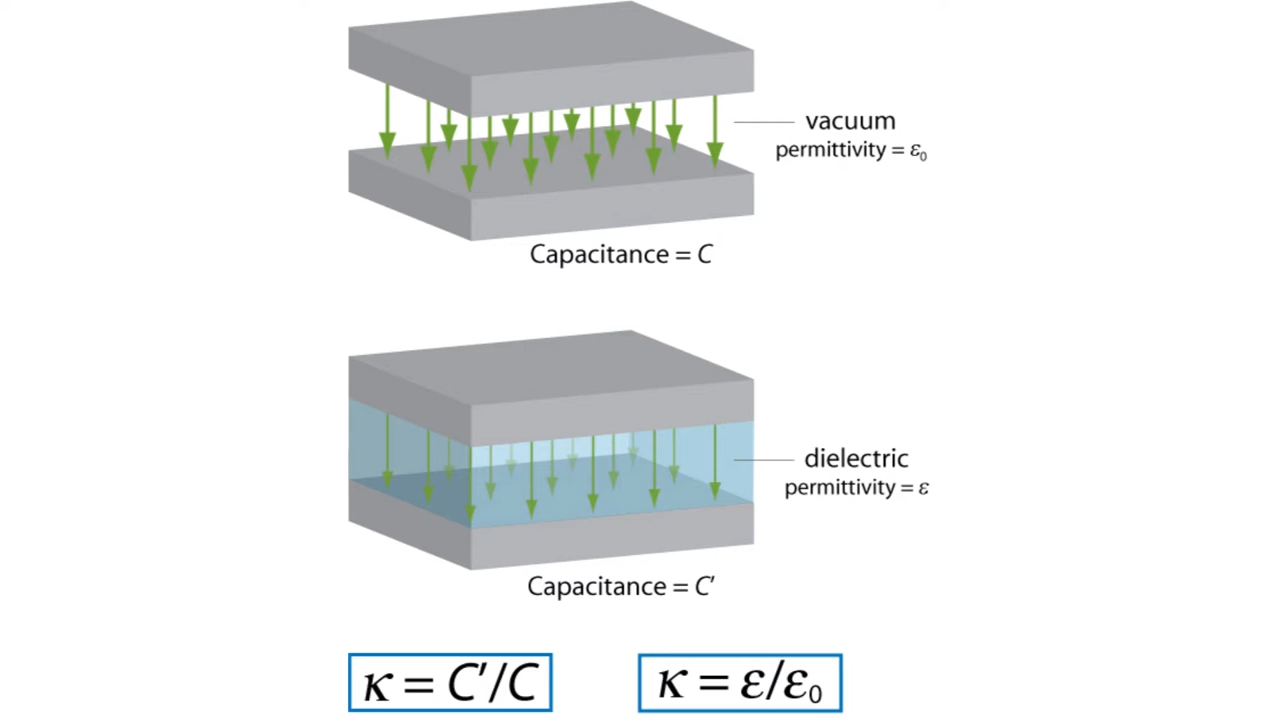 vacuum
permittivity = ε₀
Capacitance = C
dielectric
permittivity = ε
Capacitance = C′
κ = C′/C
κ = ε/ε₀